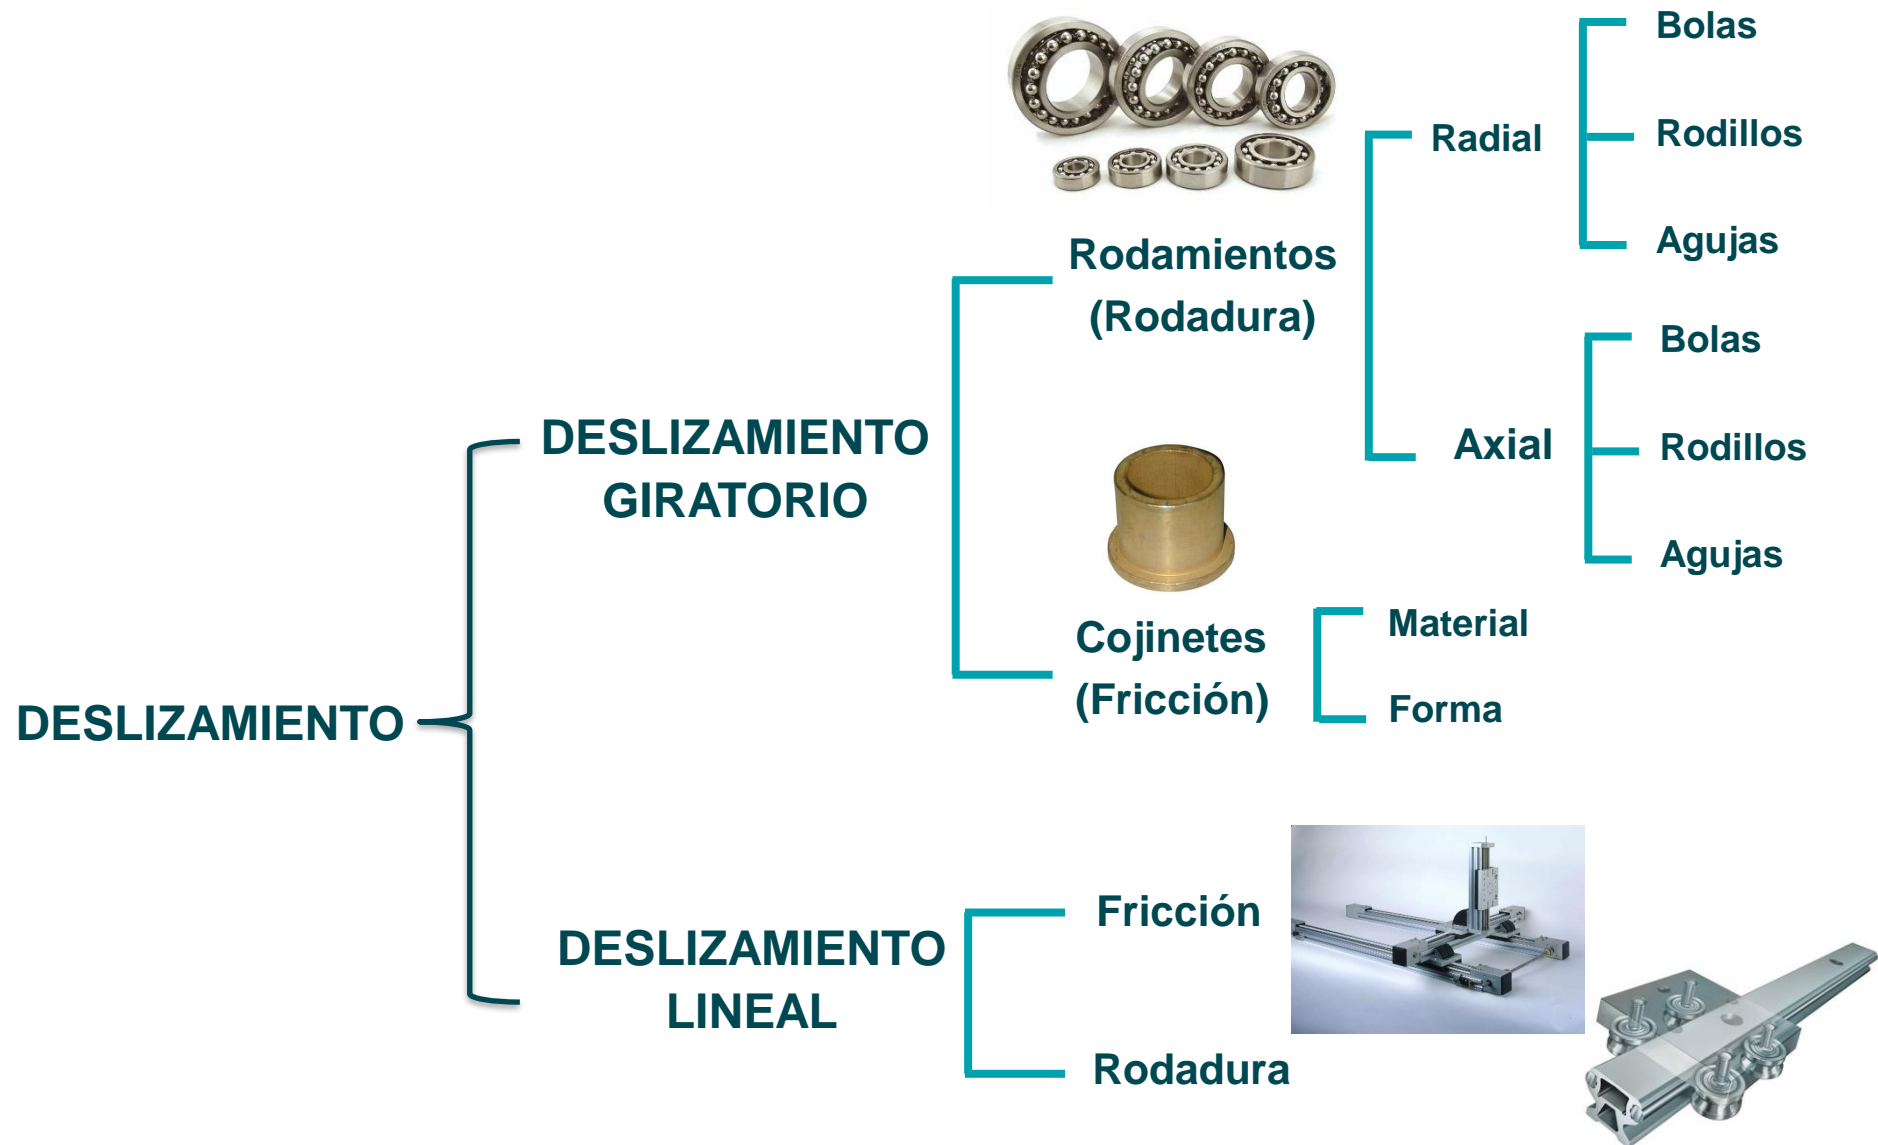 DESLIZAMIENTO
DESLIZAMIENTO
GIRATORIO
Rodamientos
(Rodadura)
Radial
Bolas
Rodillos
Agujas
Axial
Bolas
Rodillos
Agujas
Cojinetes
(Fricción)
Material
Forma
DESLIZAMIENTO
LINEAL
Fricción
Rodadura